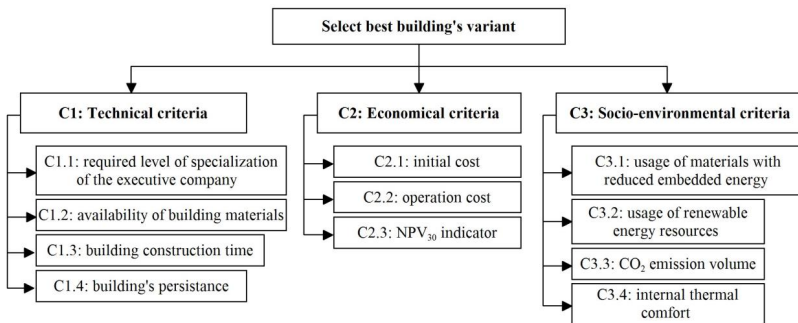 Select best building's variant
C1: Technical criteria
C1.1: required level of specialization
of the executive company
C1.2: availability of building materials
C1.3: building construction time
C1.4: building's persistance
C2: Economical criteria
C2.1: initial cost
C2.2: operation cost
C2.3: NPV₃₀ indicator
C3: Socio-environmental criteria
C3.1: usage of materials with
reduced embedded energy
C3.2: usage of renewable
energy resources
C3.3: CO₂ emission volume
C3.4: internal thermal
comfort